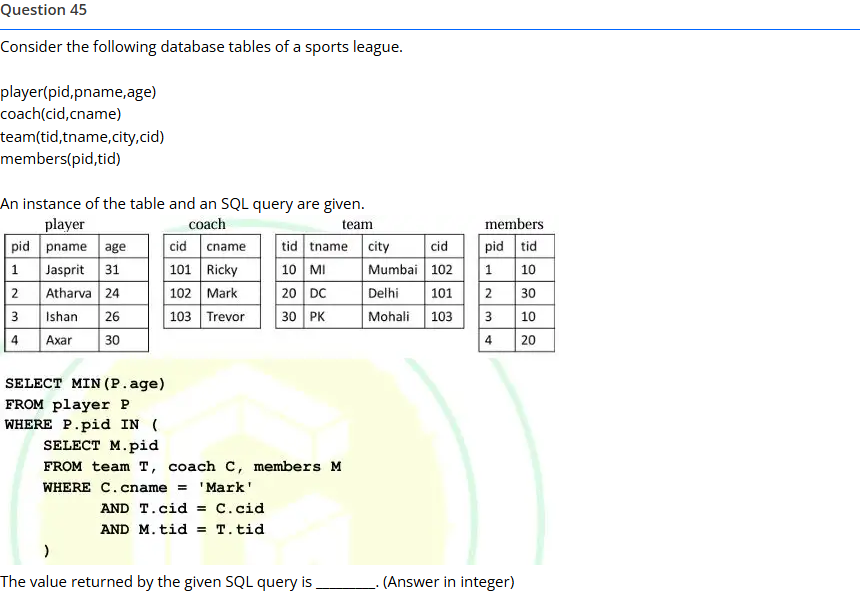 Question 45
Consider the following database tables of a sports league.
player(pid,pname,age)
coach(cid,cname)
team(tid,tname,city,cid)
members(pid,tid)
An instance of the table and an SQL query are given.
player coach team members
pid pname age cid cname tid tname city cid pid tid
1 Jasprit 31 101 Ricky 10 MI Mumbai 102 1 10
2 Atharva 24 102 Mark 20 DC Delhi 101 2 30
3 Ishan 26 103 Trevor 30 PK Mohali 103 3 10
4 Axar 30 4 20
SELECT MIN(P.age)
FROM player P
WHERE P.pid IN (
SELECT M.pid
FROM team T, coach C, members M
WHERE C.cname = 'Mark'
AND T.cid = C.cid
AND M.tid = T.tid
)
The value returned by the given SQL query is ________. (Answer in integer)